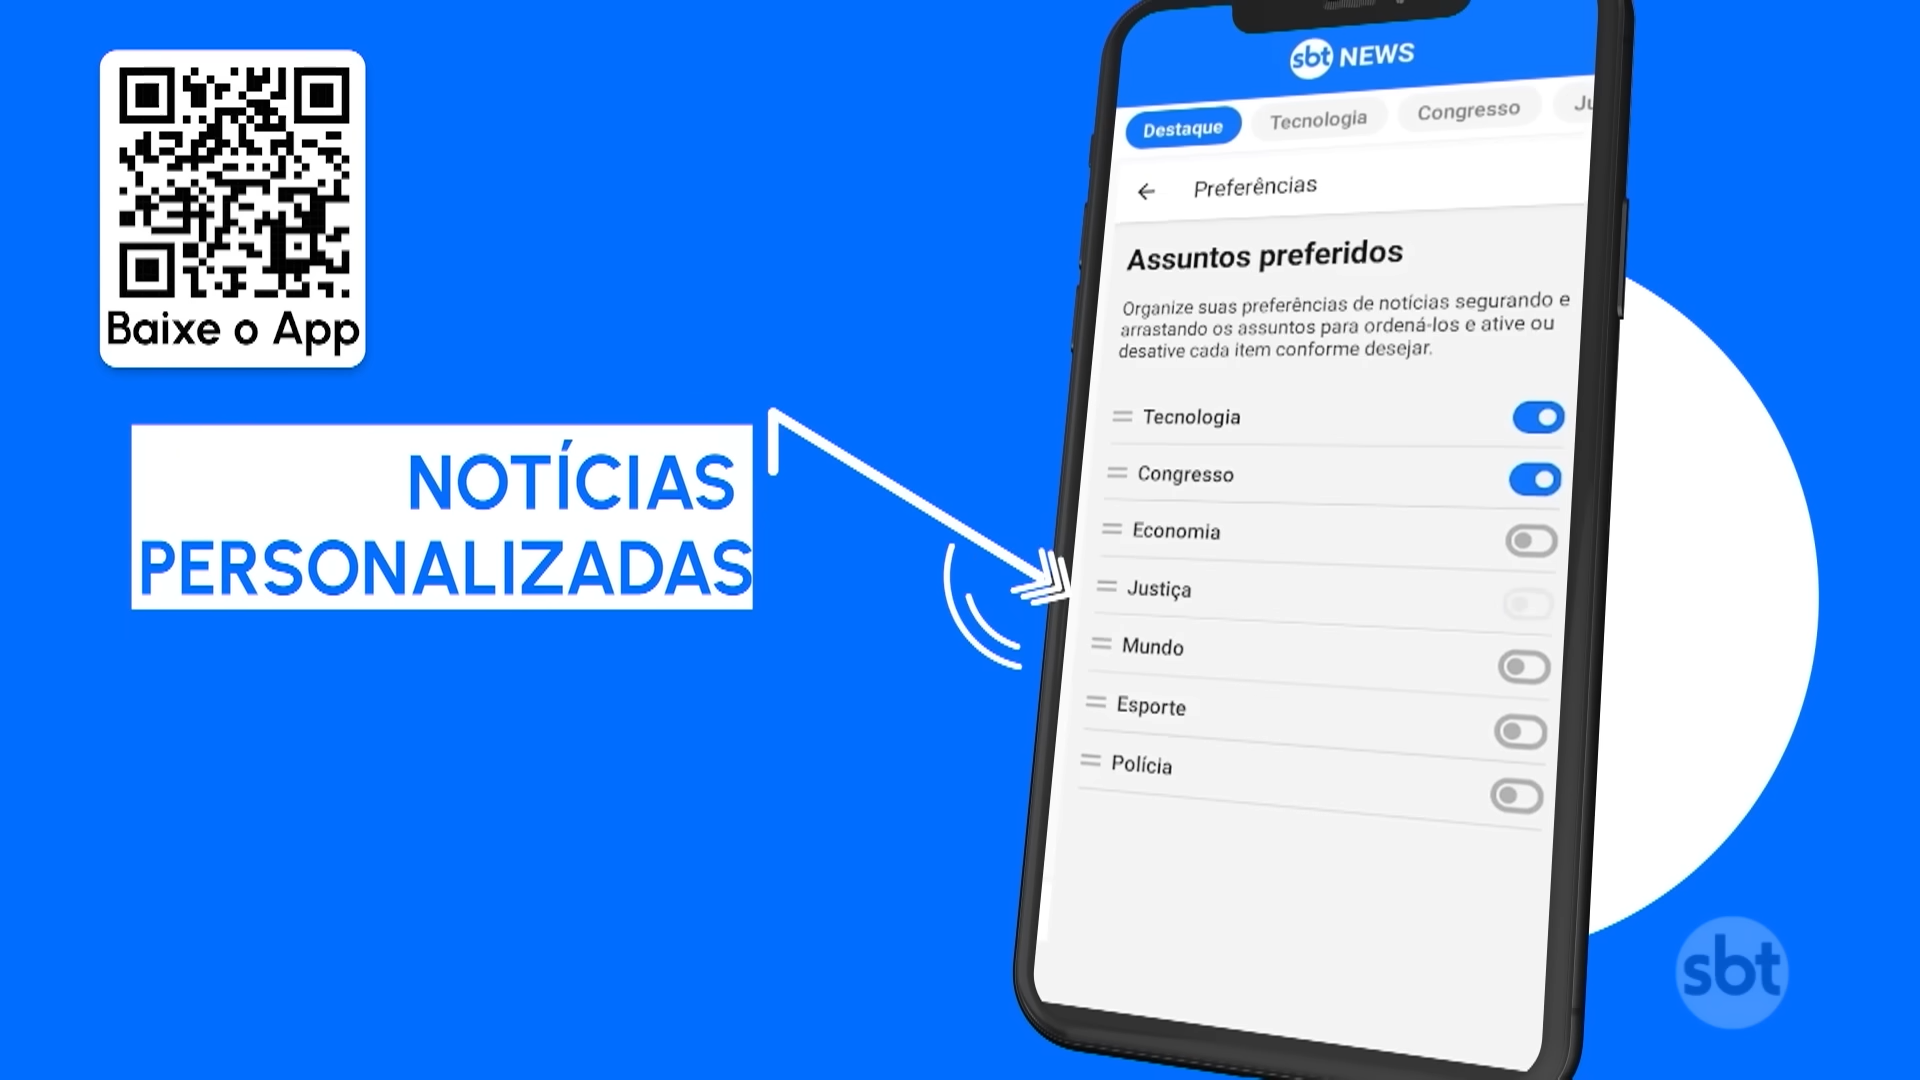 Baixe o App
NOTÍCIAS
PERSONALIZADAS
sbt NEWS
Destaque
Tecnologia
Congresso
Ju
Preferências
Assuntos preferidos
Organize suas preferências de notícias segurando e
arrastando os assuntos para ordená-los e ative ou
desative cada item conforme desejar.
Tecnologia
Congresso
Economia
Justiça
Mundo
Esporte
Polícia
sbt